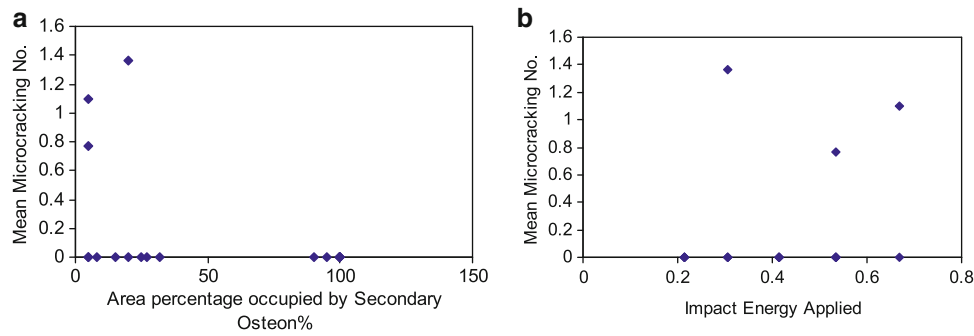 a
1.6
1.4
1.2
1
0.8
0.6
0.4
0.2
0
Mean Microcracking No.
0 50 100 150
Area percentage occupied by Secondary
Osteon%
b
1.6
1.4
1.2
1
0.8
0.6
0.4
0.2
0
Mean Microcracking No.
0 0.2 0.4 0.6 0.8
Impact Energy Applied